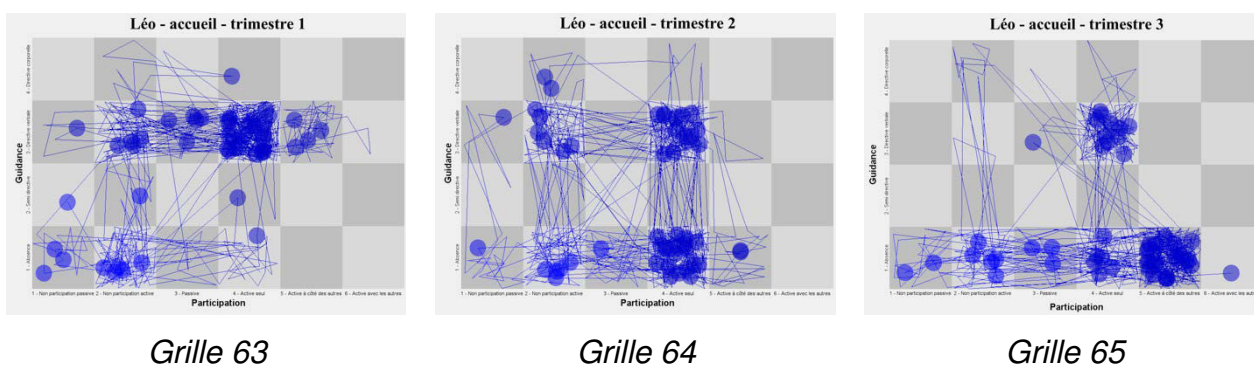 Léo - accueil - trimestre 1
Guidance
4 - Directive corporelle
3 - Directive verbale
2 - Semi directive
1 - Absence
1 - Non participation passive
2 - Non participation active
3 - Passive
4 - Active seul
5 - Active à côté des autres
6 - Active avec les autres
Participation
Grille 63
Léo - accueil - trimestre 2
Guidance
4 - Directive corporelle
3 - Directive verbale
2 - Semi directive
1 - Absence
1 - Non participation passive
2 - Non participation active
3 - Passive
4 - Active seul
5 - Active à côté des autres
6 - Active avec les autres
Participation
Grille 64
Léo - accueil - trimestre 3
Guidance
4 - Directive corporelle
3 - Directive verbale
2 - Semi directive
1 - Absence
1 - Non participation passive
2 - Non participation active
3 - Passive
4 - Active seul
5 - Active à côté des autres
6 - Active avec les autre
Participation
Grille 65